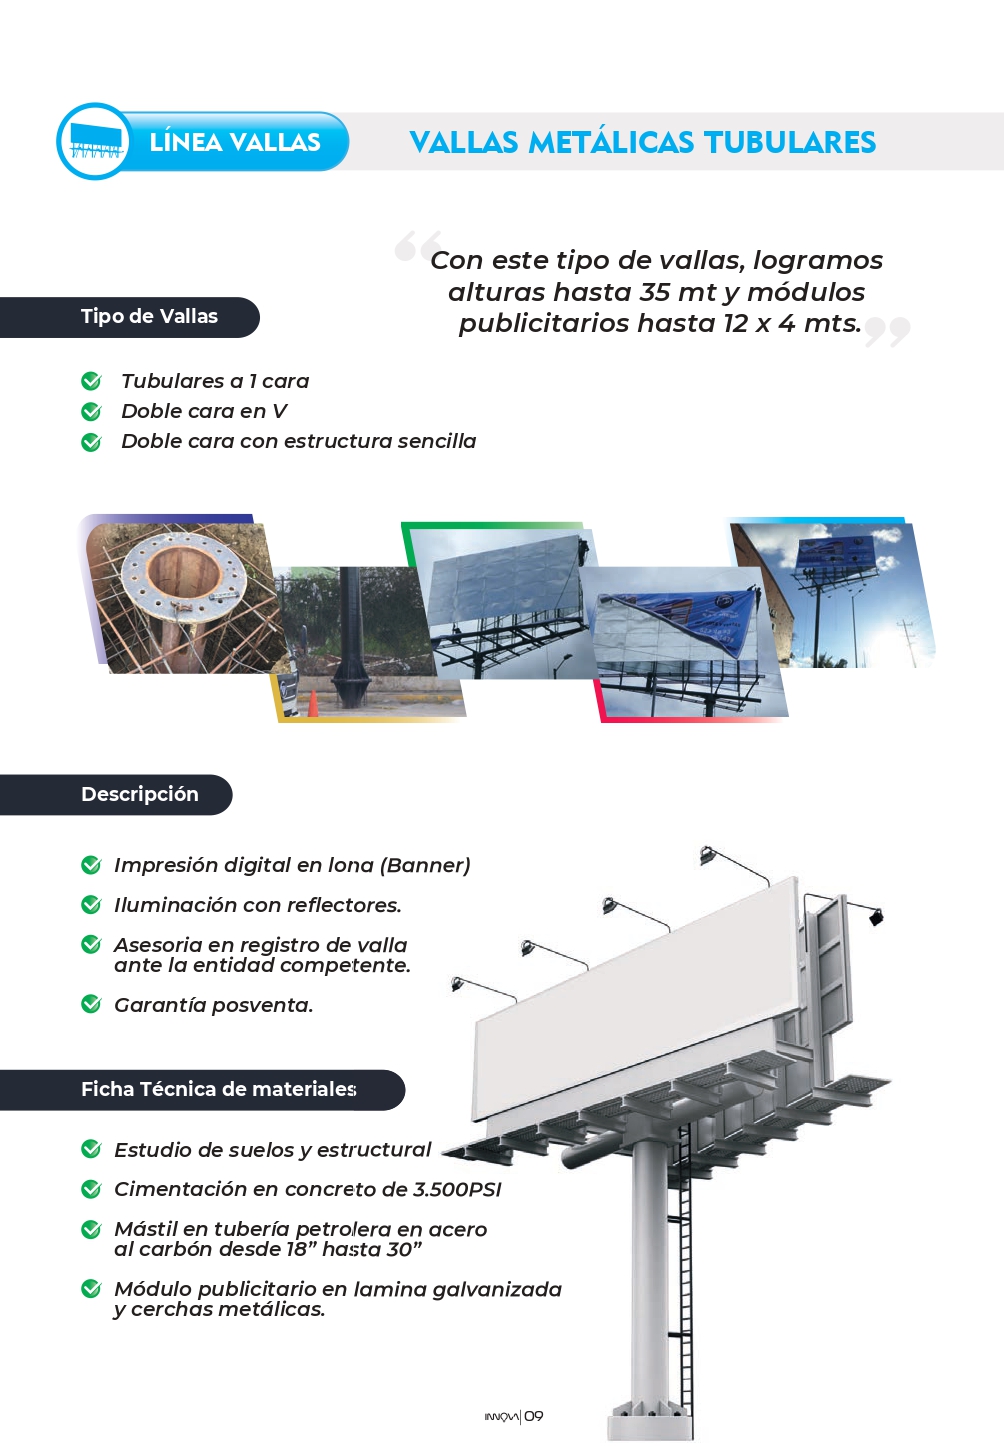 LÍNEA VALLAS
VALLAS METÁLICAS TUBULARES
Con este tipo de vallas, logramos
alturas hasta 35 mt y módulos
publicitarios hasta 12 x 4 mts.
Tipo de Vallas
Tubulares a 1 cara
Doble cara en V
Doble cara con estructura sencilla
Descripción
Impresión digital en lona (Banner)
Iluminación con reflectores.
Asesoria en registro de valla
ante la entidad competente.
Garantía posventa.
Ficha Técnica de materiales
Estudio de suelos y estructural
Cimentación en concreto de 3.500PSI
Mástil en tubería petrolera en acero
al carbón desde 18” hasta 30”
Módulo publicitario en lamina galvanizada
y cerchas metálicas.
INNOVA 09